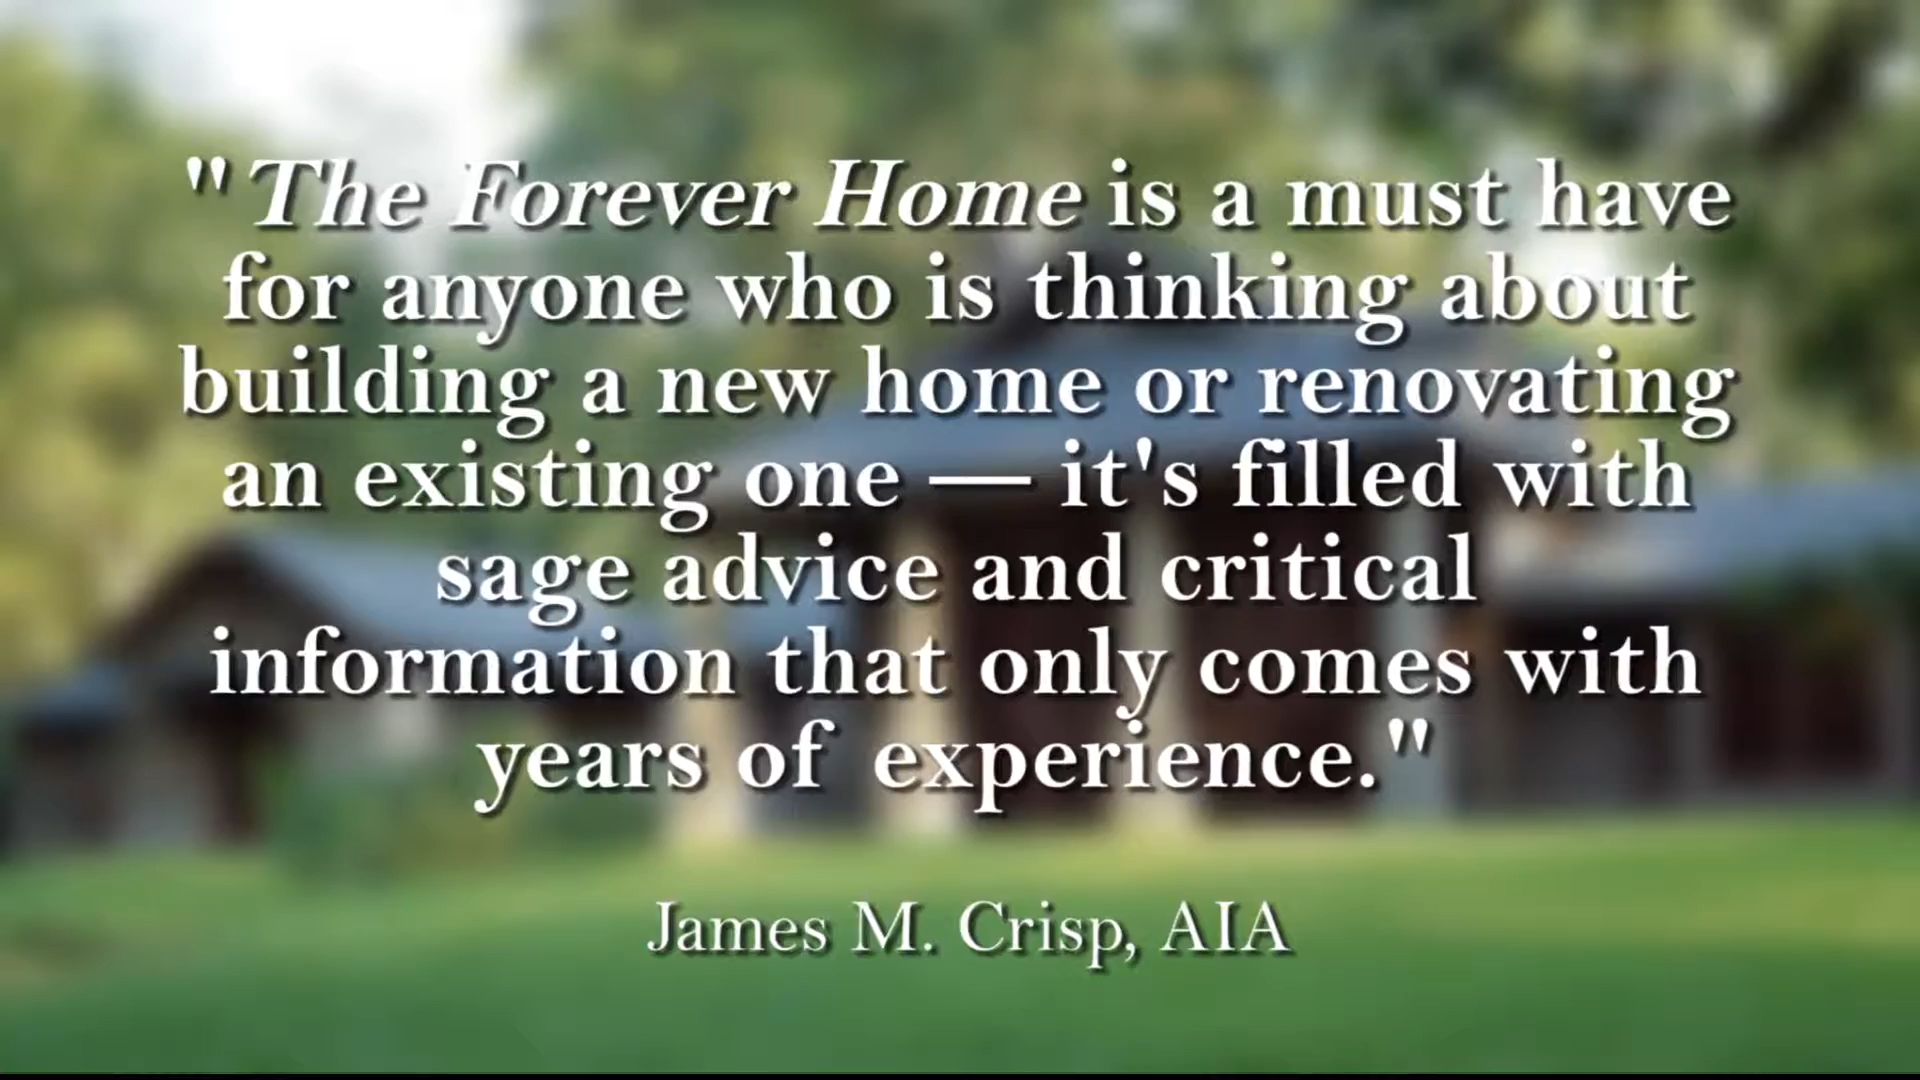 "The Forever Home is a must have
for anyone who is thinking about
building a new home or renovating
an existing one — it's filled with
sage advice and critical
information that only comes with
years of experience."
James M. Crisp, AIA